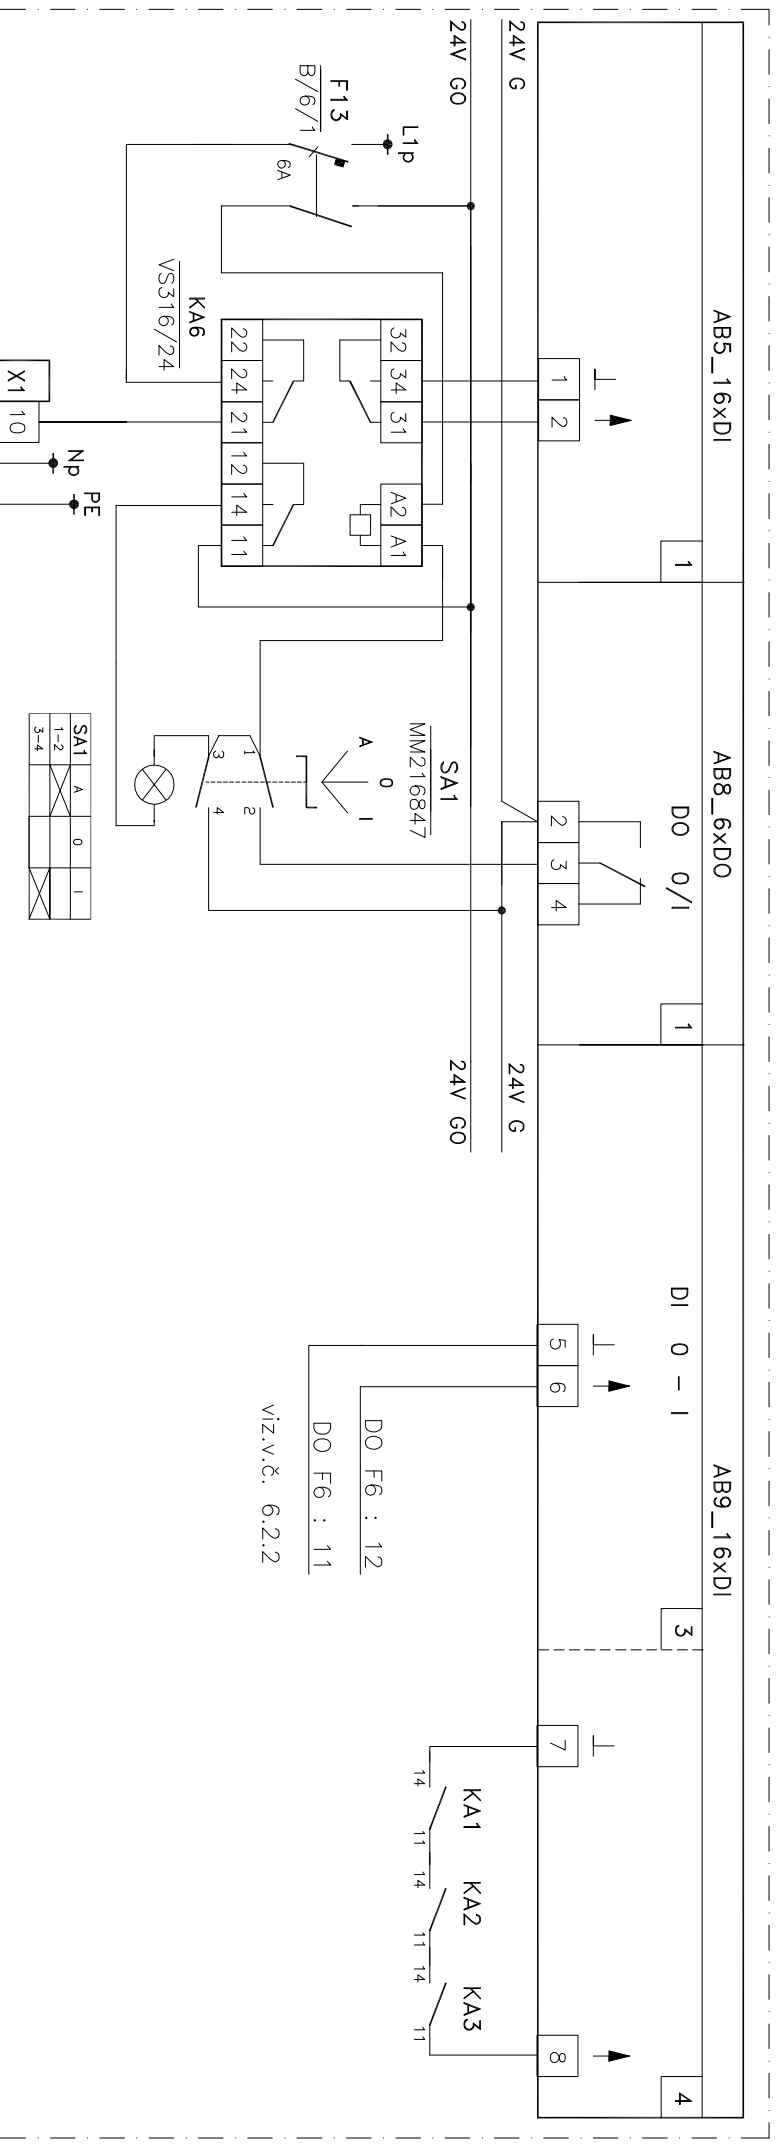 AB5_16xDI
AB8_6xDO
AB9_16xDI
1
1
3
4
DO 0/I
DI 0 – I
1
2
2
3
4
5
6
7
8
24V G
24V G
24V GO
24V GO
L1p
F13
B/6/1
6A
KA6
VS316/24
32
34
31
A2
A1
22
24
21
12
14
11
SA1
MM216847
A
0
I
1
2
3
4
DO F6 : 12
DO F6 : 11
viz.v.č. 6.2.2
KA1
KA2
KA3
14
11
14
11
14
11
X1
10
Np
PE
SA1 A 0 I
1–2
3–4